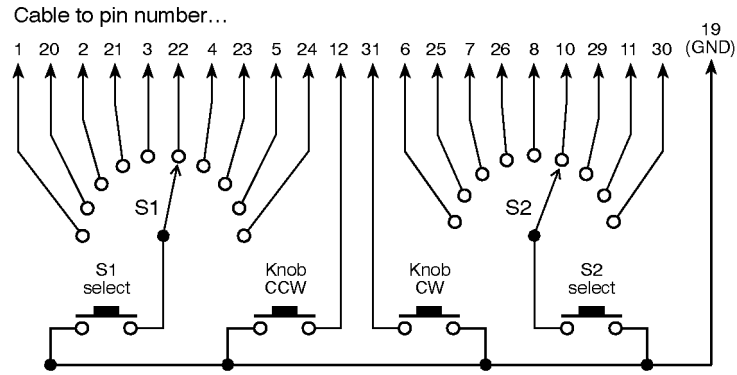 Cable to pin number...
1 20 2 21 3 22 4 23 5 24 12 31 6 25 7 26 8 10 29 11 30 19
(GND)
S1
S2
S1
select
Knob
CCW
Knob
CW
S2
select